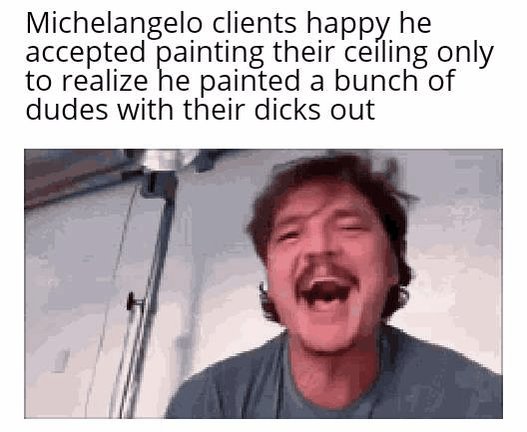 Michelangelo clients happy he
accepted painting their ceiling only
to realize he painted a bunch of
dudes with their dicks out